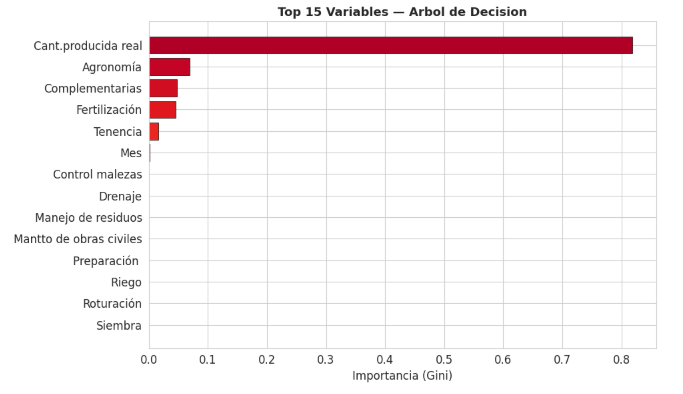 Top 15 Variables — Arbol de Decision
Cant.producida real
Agronomía
Complementarias
Fertilización
Tenencia
Mes
Control malezas
Drenaje
Manejo de residuos
Mantto de obras civiles
Preparación
Riego
Roturación
Siembra
0.0 0.1 0.2 0.3 0.4 0.5 0.6 0.7 0.8
Importancia (Gini)